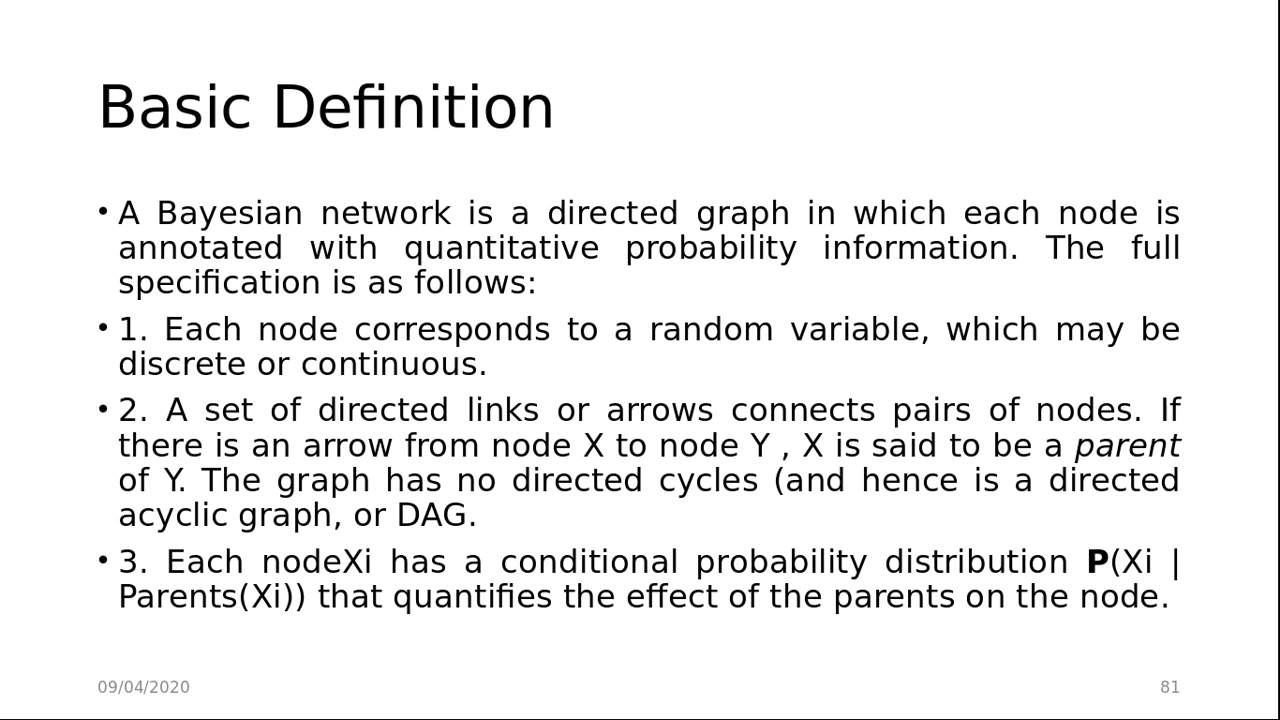 Basic Definition
• A Bayesian network is a directed graph in which each node is
annotated with quantitative probability information. The full
specification is as follows:
• 1. Each node corresponds to a random variable, which may be
discrete or continuous.
• 2. A set of directed links or arrows connects pairs of nodes. If
there is an arrow from node X to node Y , X is said to be a parent
of Y. The graph has no directed cycles (and hence is a directed
acyclic graph, or DAG.
• 3. Each nodeXi has a conditional probability distribution P(Xi |
Parents(Xi)) that quantifies the effect of the parents on the node.
09/04/2020
81